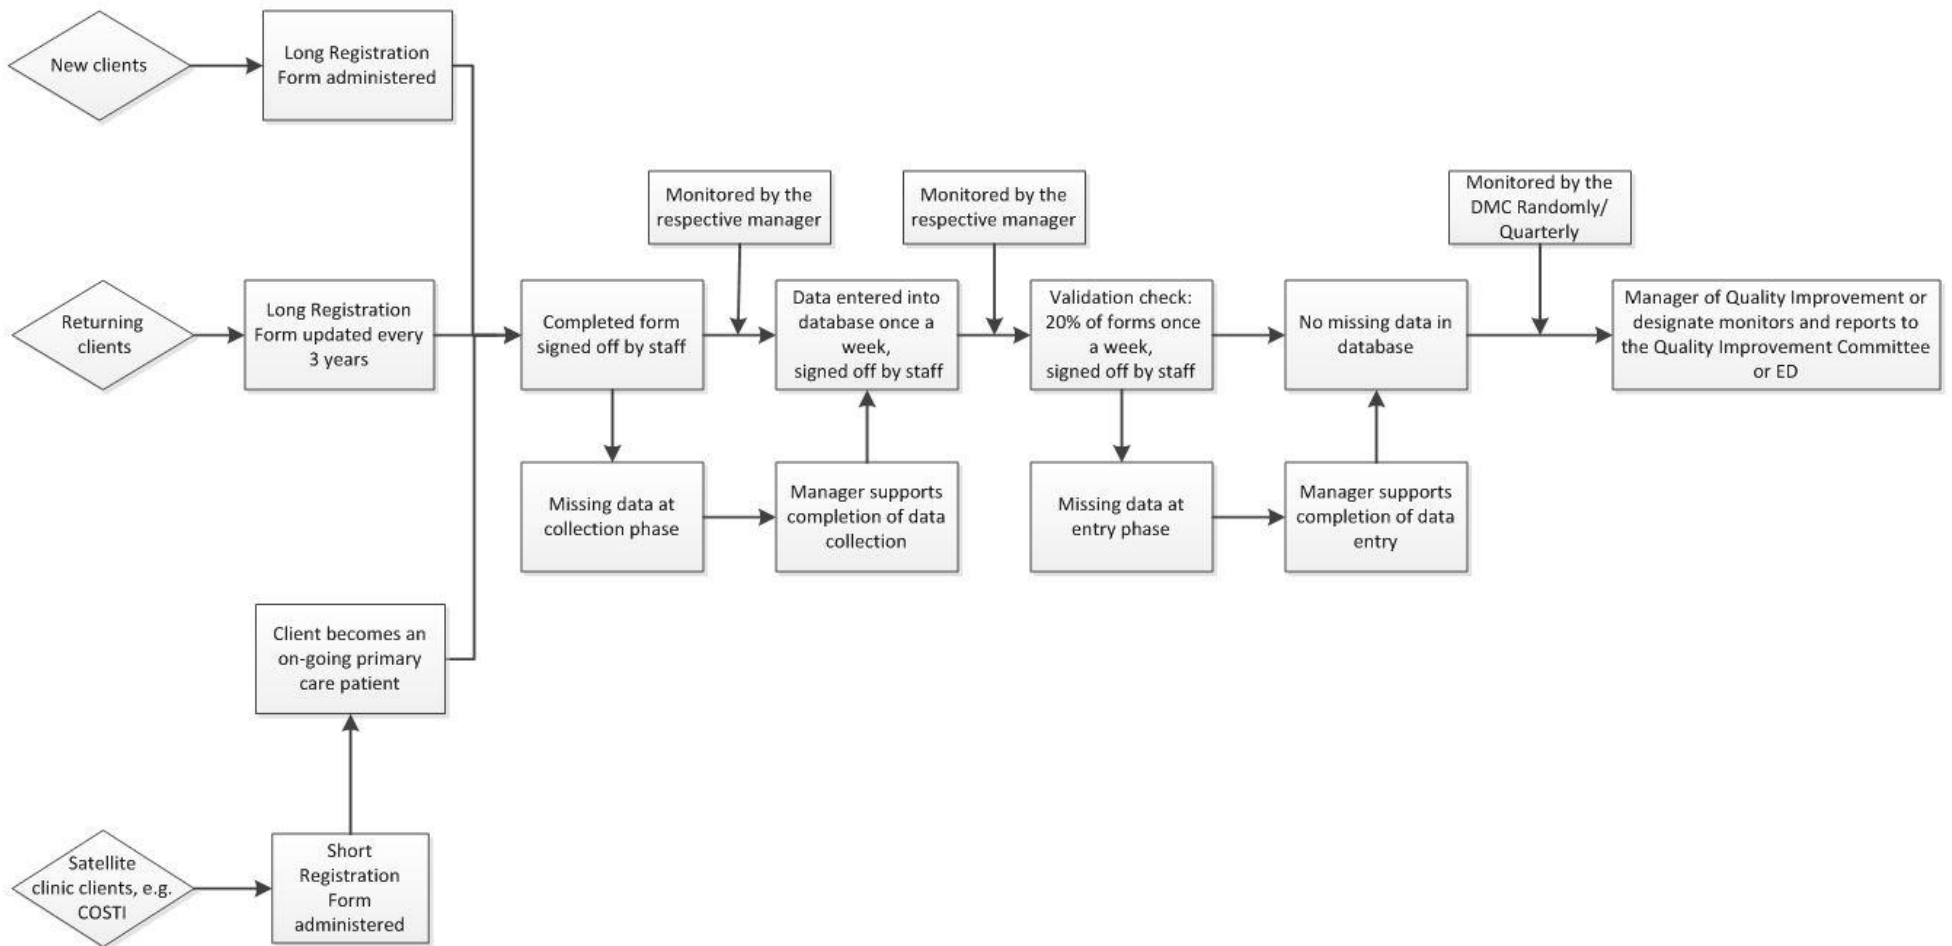 New clients
Long Registration
Form administered
Monitored by the
respective manager
Monitored by the
respective manager
Monitored by the
DMC Randomly/
Quarterly
Returning
clients
Long Registration
Form updated every
3 years
Completed form
signed off by staff
Data entered into
database once a
week,
signed off by staff
Validation check:
20% of forms once
a week,
signed off by staff
No missing data in
database
Manager of Quality Improvement or
designate monitors and reports to
the Quality Improvement Committee
or ED
Missing data at
collection phase
Manager supports
completion of data
collection
Missing data at
entry phase
Manager supports
completion of data
entry
Client becomes an
on-going primary
care patient
Satellite
clinic clients, e.g.
COSTI
Short
Registration
Form
administered